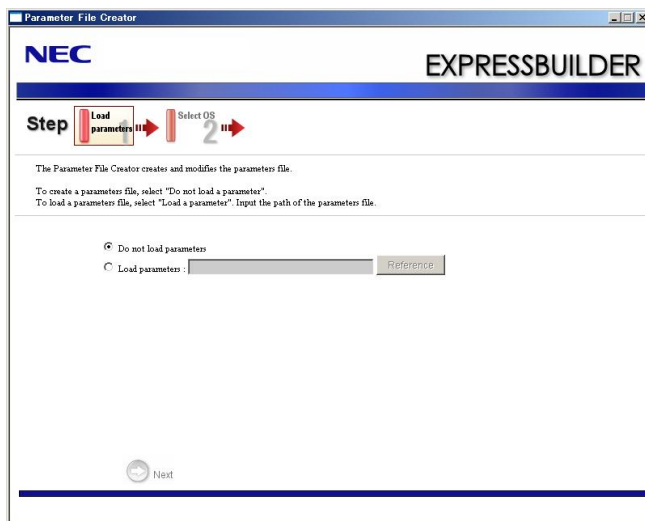 Parameter File Creator
NEC
EXPRESSBUILDER
Step
Load
parameters
1
Select OS
2
The Parameter File Creator creates and modifies the parameters file.
To create a parameters file, select "Do not load a parameter".
To load a parameters file, select "Load a parameter". Input the path of the parameters file.
Do not load parameters
Load parameters :
Reference
Next